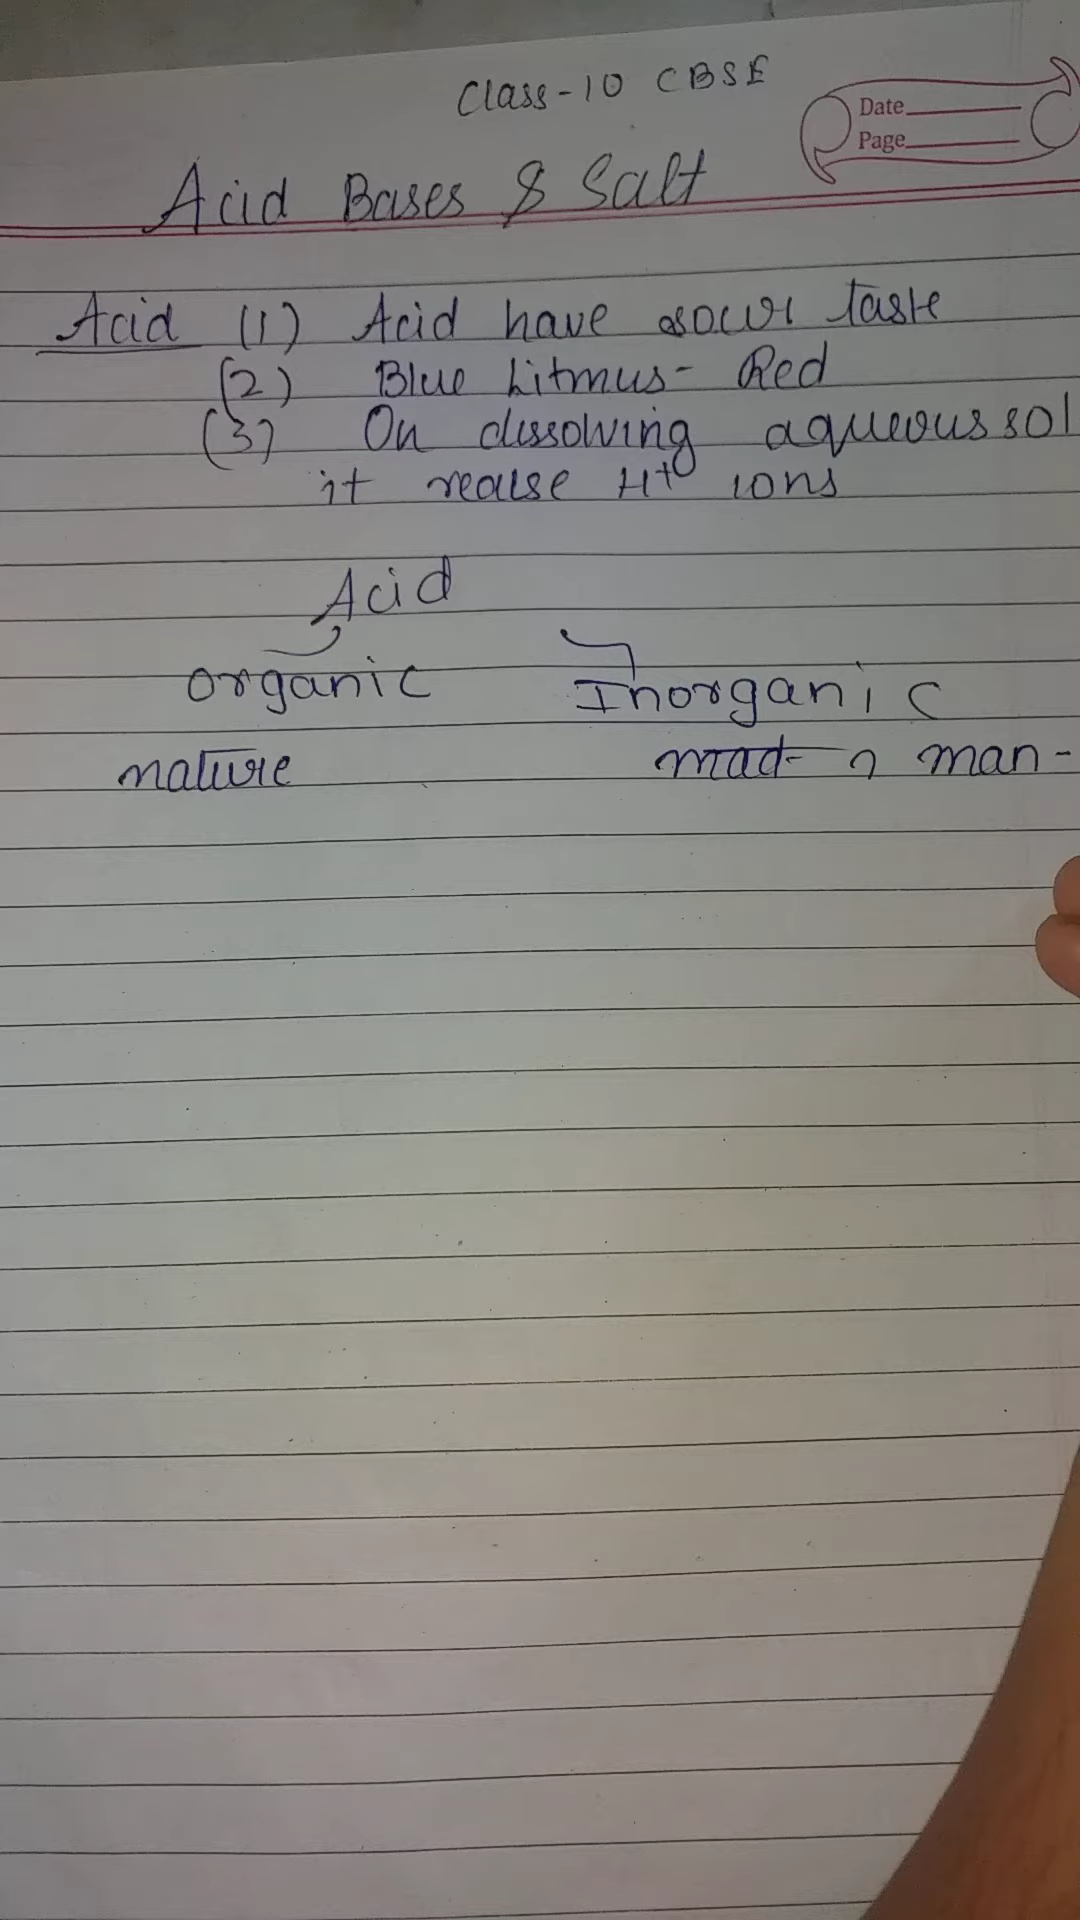 Class-10 CBSE
Date
Page
Acid Bases & Salt
Acid (1) Acid have sour taste
(2) Blue Litmus - Red
(3) On dissolving aqueous sol
it realse H+ ions
Acid
organic Inorganic
nature man-